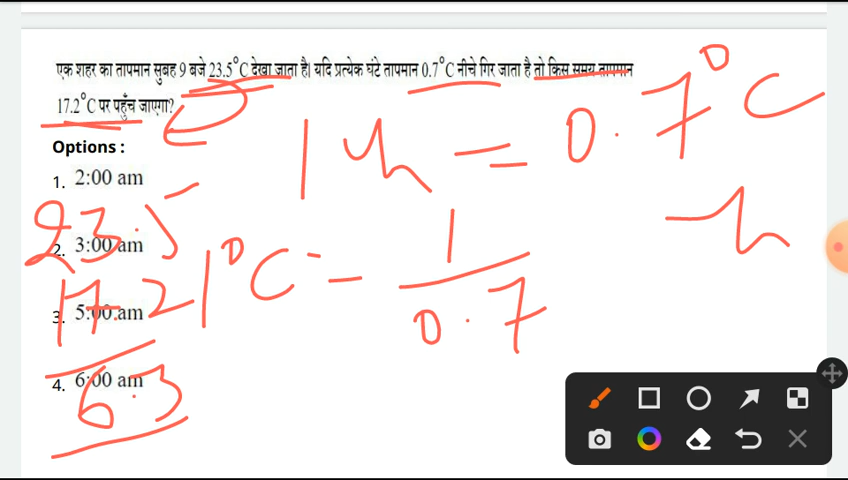 एक शहर का तापमान सुबह 9 बजे 23.5°C देखा जाता है। यदि प्रत्येक घंटे तापमान 0.7°C नीचे गिर जाता है तो किस समय तापमान
17.2°C पर पहुँच जाएगा?
Options :
1. 2:00 am
2. 3:00 am
3. 5:00 am
4. 6:00 am
1h = 0.7°C
h
23.5
17.2
6.3
1°C = 1/0.7